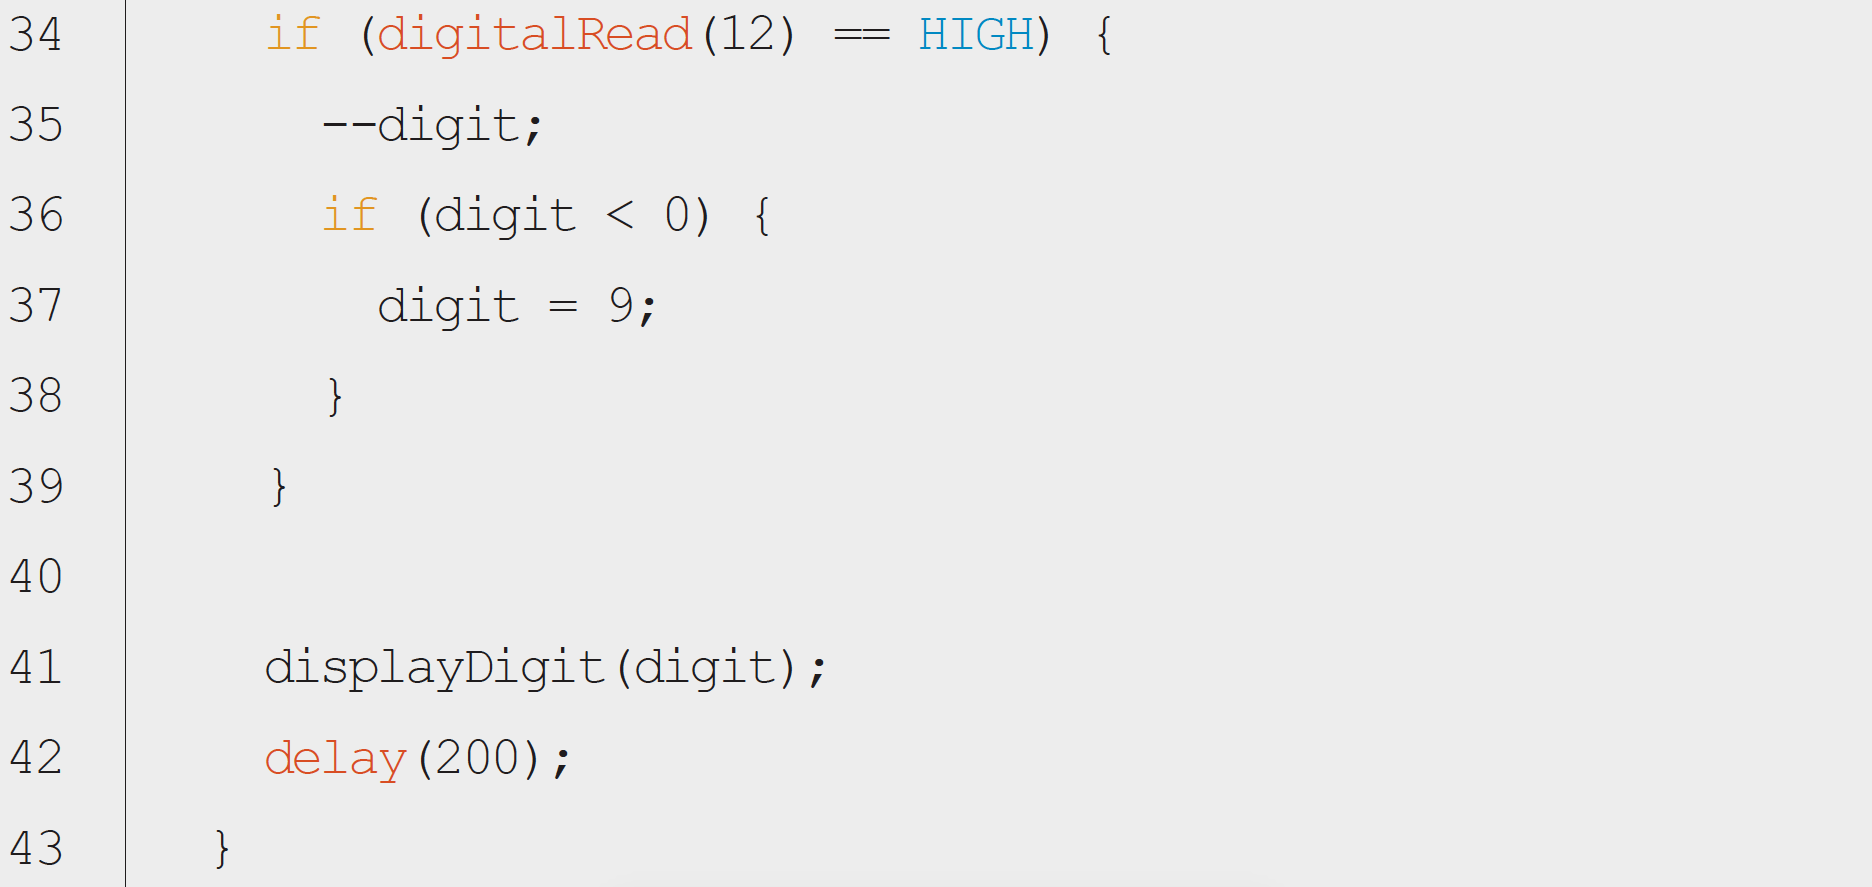 34 if (digitalRead(12) == HIGH) {
35 --digit;
36 if (digit < 0) {
37 digit = 9;
38 }
39 }
40
41 displayDigit(digit);
42 delay(200);
43 }